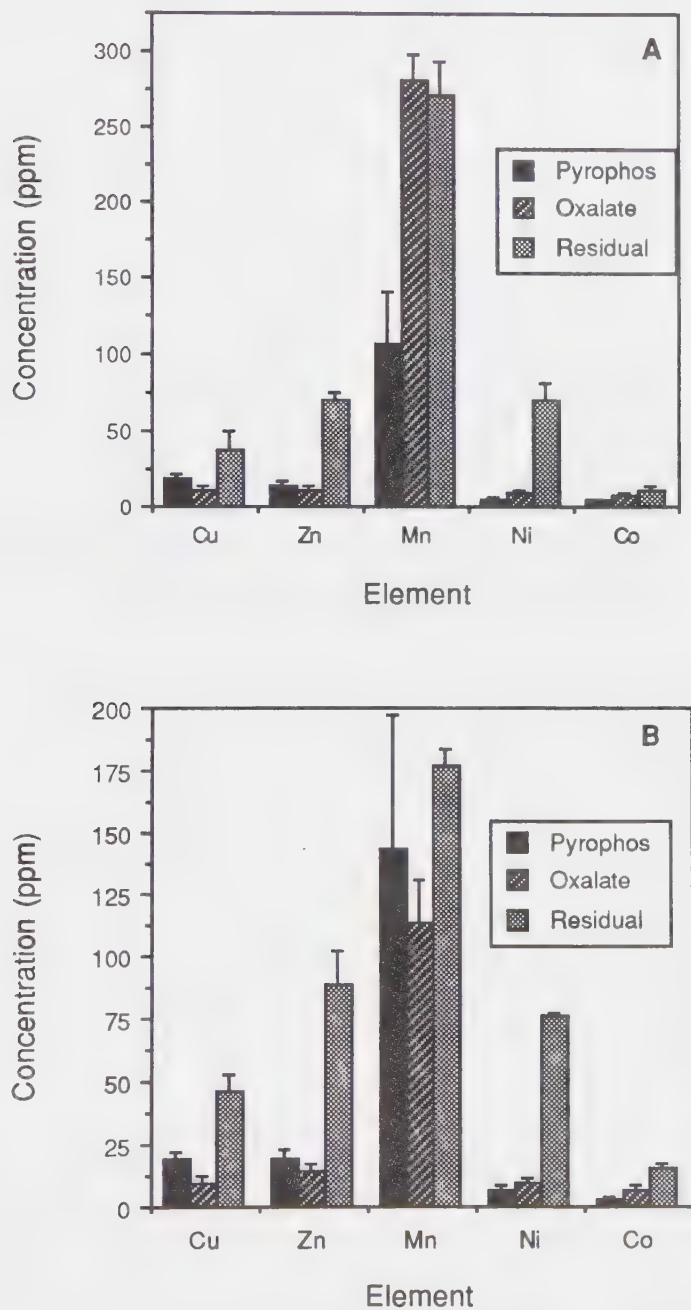 A
300
250
200
150
100
50
0
Concentration (ppm)
Pyrophos
Oxalate
Residual
Cu Zn Mn Ni Co
Element
B
200
175
150
125
100
75
50
25
0
Concentration (ppm)
Pyrophos
Oxalate
Residual
Cu Zn Mn Ni Co
Element